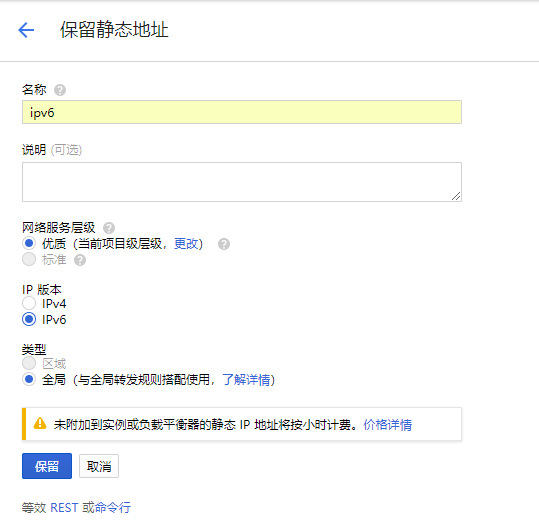 保留静态地址
名称
ipv6
说明 (可选)
网络服务层级
优质（当前项目级层级，更改）
标准
IP 版本
IPv4
IPv6
类型
区域
全局（与全局转发规则搭配使用，了解详情）
未附加到实例或负载平衡器的静态 IP 地址将按小时计费。价格详情
保留 取消
等效 REST 或命令行